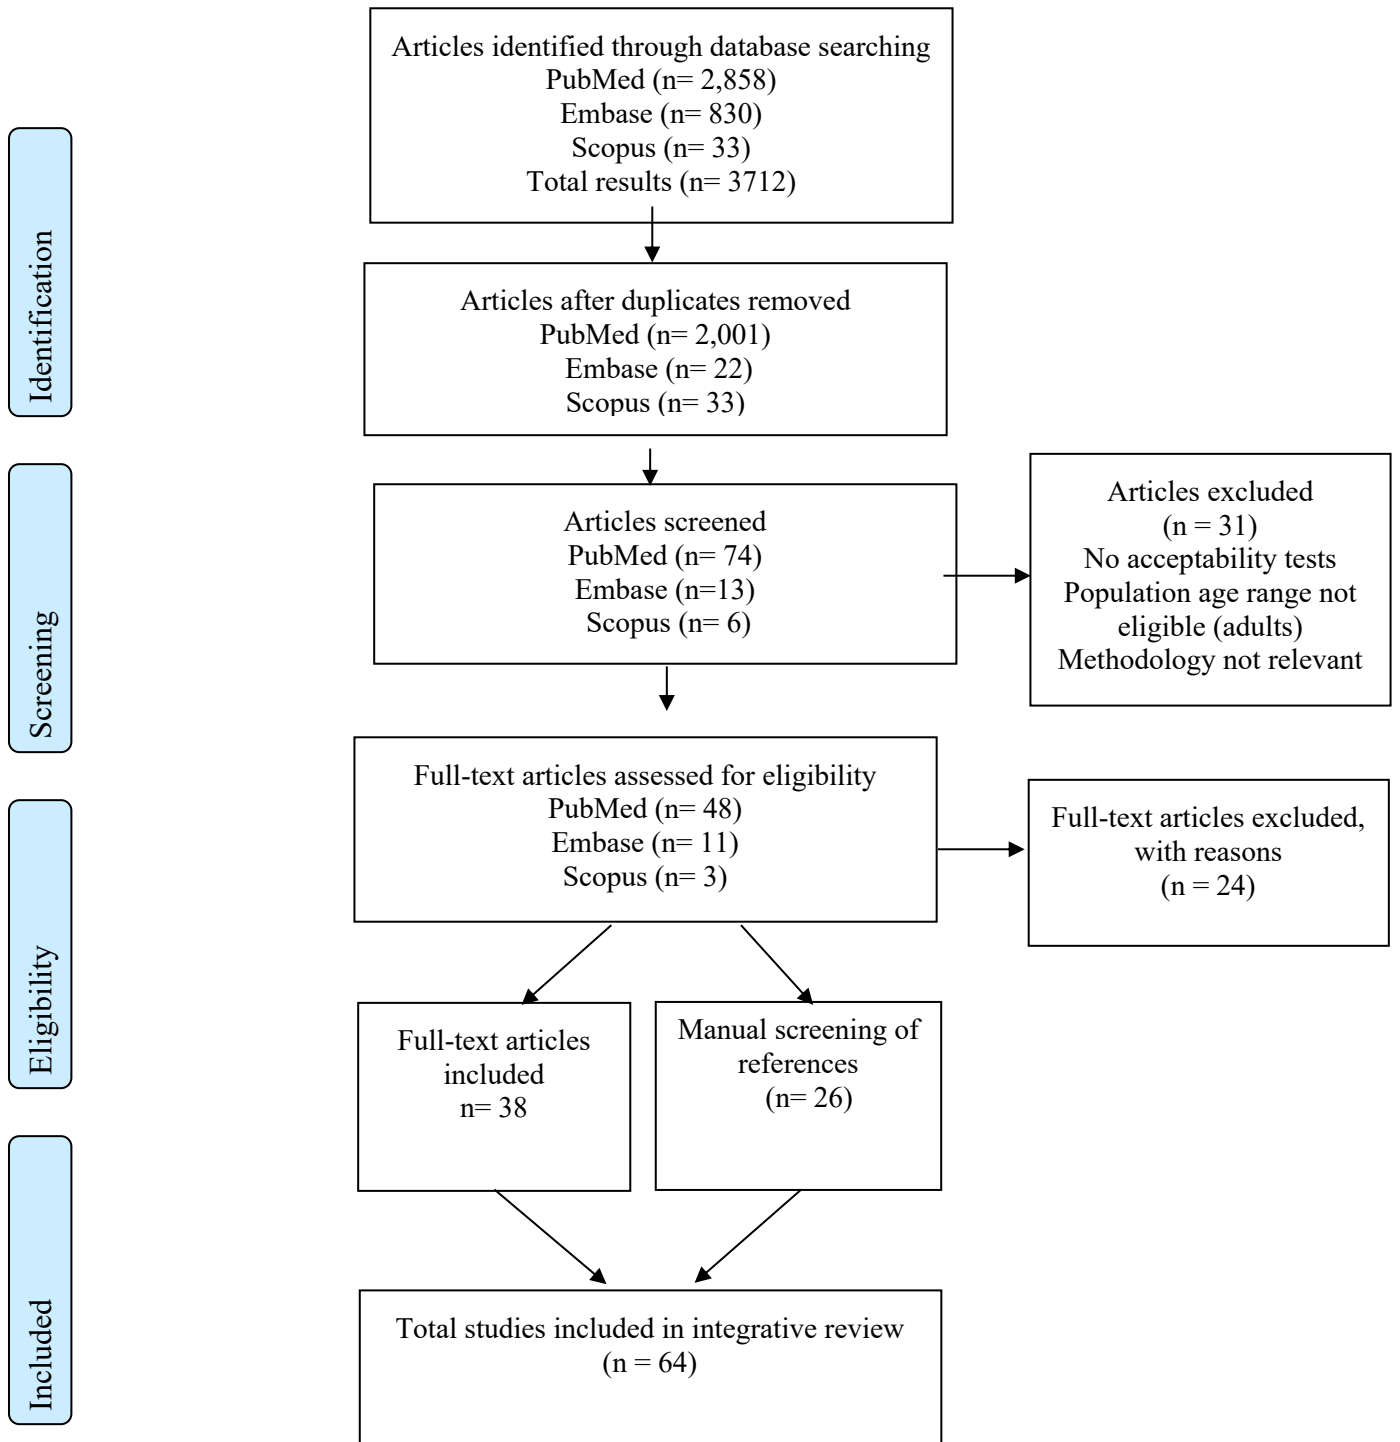 Articles identified through database searching
PubMed (n= 2,858)
Embase (n= 830)
Scopus (n= 33)
Total results (n= 3712)
Identification
Articles after duplicates removed
PubMed (n= 2,001)
Embase (n= 22)
Scopus (n= 33)
Screening
Articles screened
PubMed (n= 74)
Embase (n=13)
Scopus (n= 6)
Articles excluded
(n = 31)
No acceptability tests
Population age range not
eligible (adults)
Methodology not relevant
Eligibility
Full-text articles assessed for eligibility
PubMed (n= 48)
Embase (n= 11)
Scopus (n= 3)
Full-text articles excluded,
with reasons
(n = 24)
Full-text articles
included
n= 38
Manual screening of
references
(n= 26)
Included
Total studies included in integrative review
(n = 64)